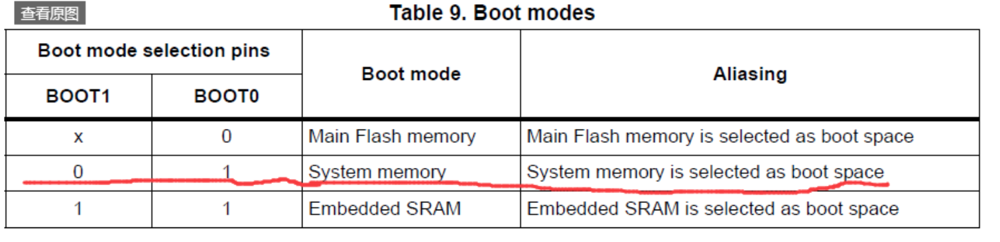 查看原图
Table 9. Boot modes
Boot mode selection pins
Boot mode
Aliasing
BOOT1
BOOT0
x
0
Main Flash memory
Main Flash memory is selected as boot space
0
1
System memory
System memory is selected as boot space
1
1
Embedded SRAM
Embedded SRAM is selected as boot space